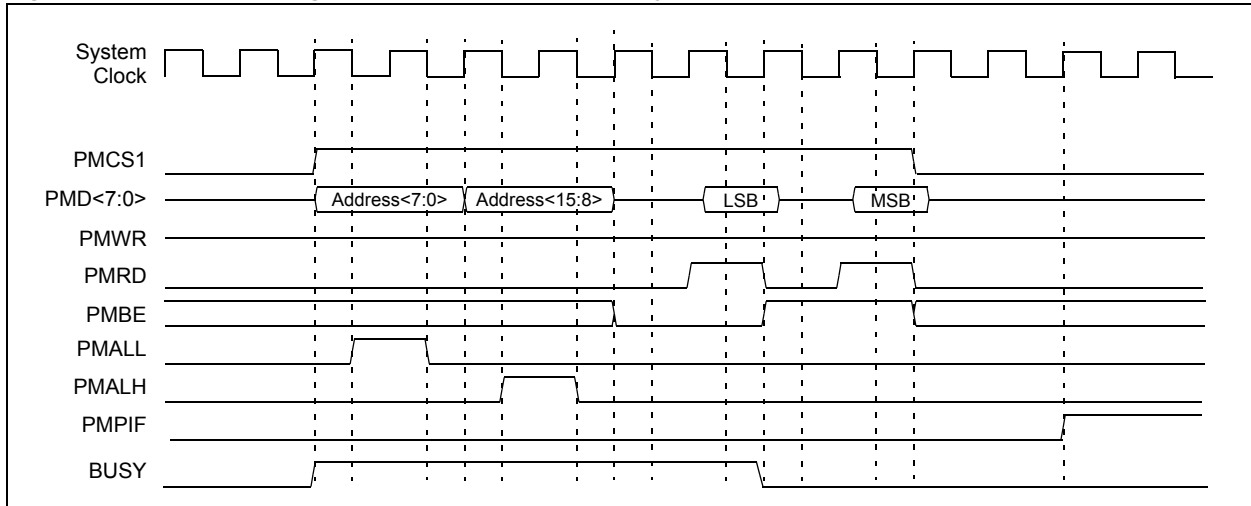 System
Clock
PMCS1
PMD<7:0>
Address<7:0>
Address<15:8>
LSB
MSB
PMWR
PMRD
PMBE
PMALL
PMALH
PMPIF
BUSY